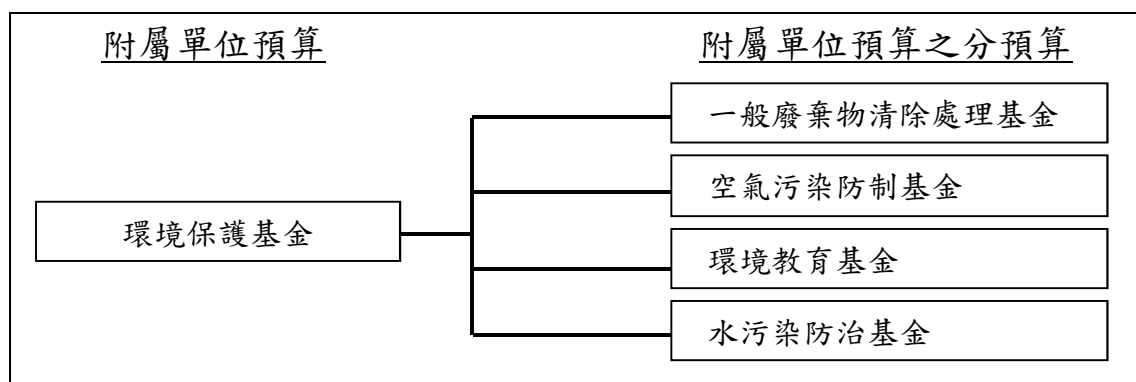 附屬單位預算
附屬單位預算之分預算
一般廢棄物清除處理基金
空氣污染防制基金
環境保護基金
環境教育基金
水污染防治基金